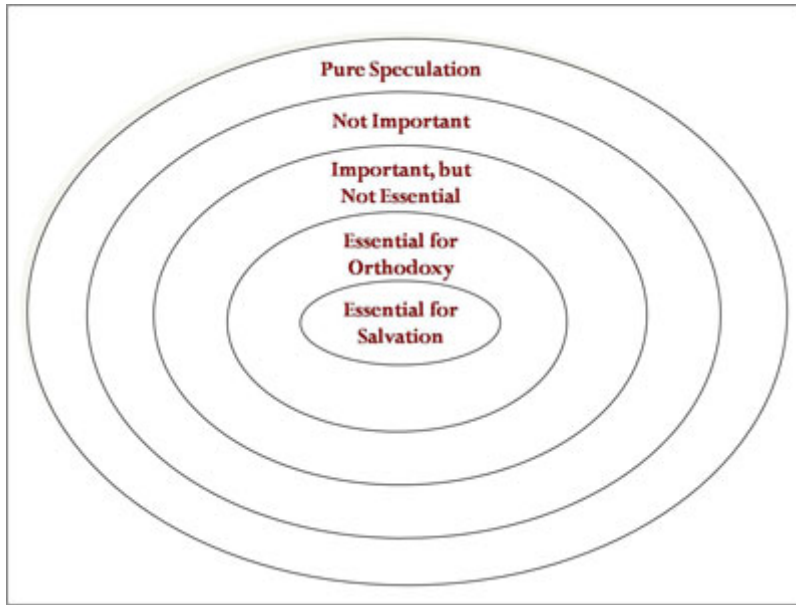 Pure Speculation
Not Important
Important, but
Not Essential
Essential for
Orthodoxy
Essential for
Salvation